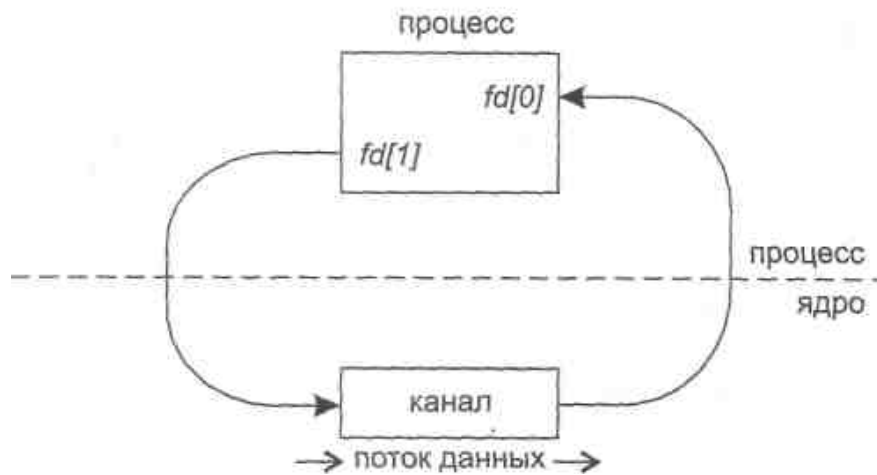 процесс
fd[0]
fd[1]
процесс
ядро
канал
поток данных